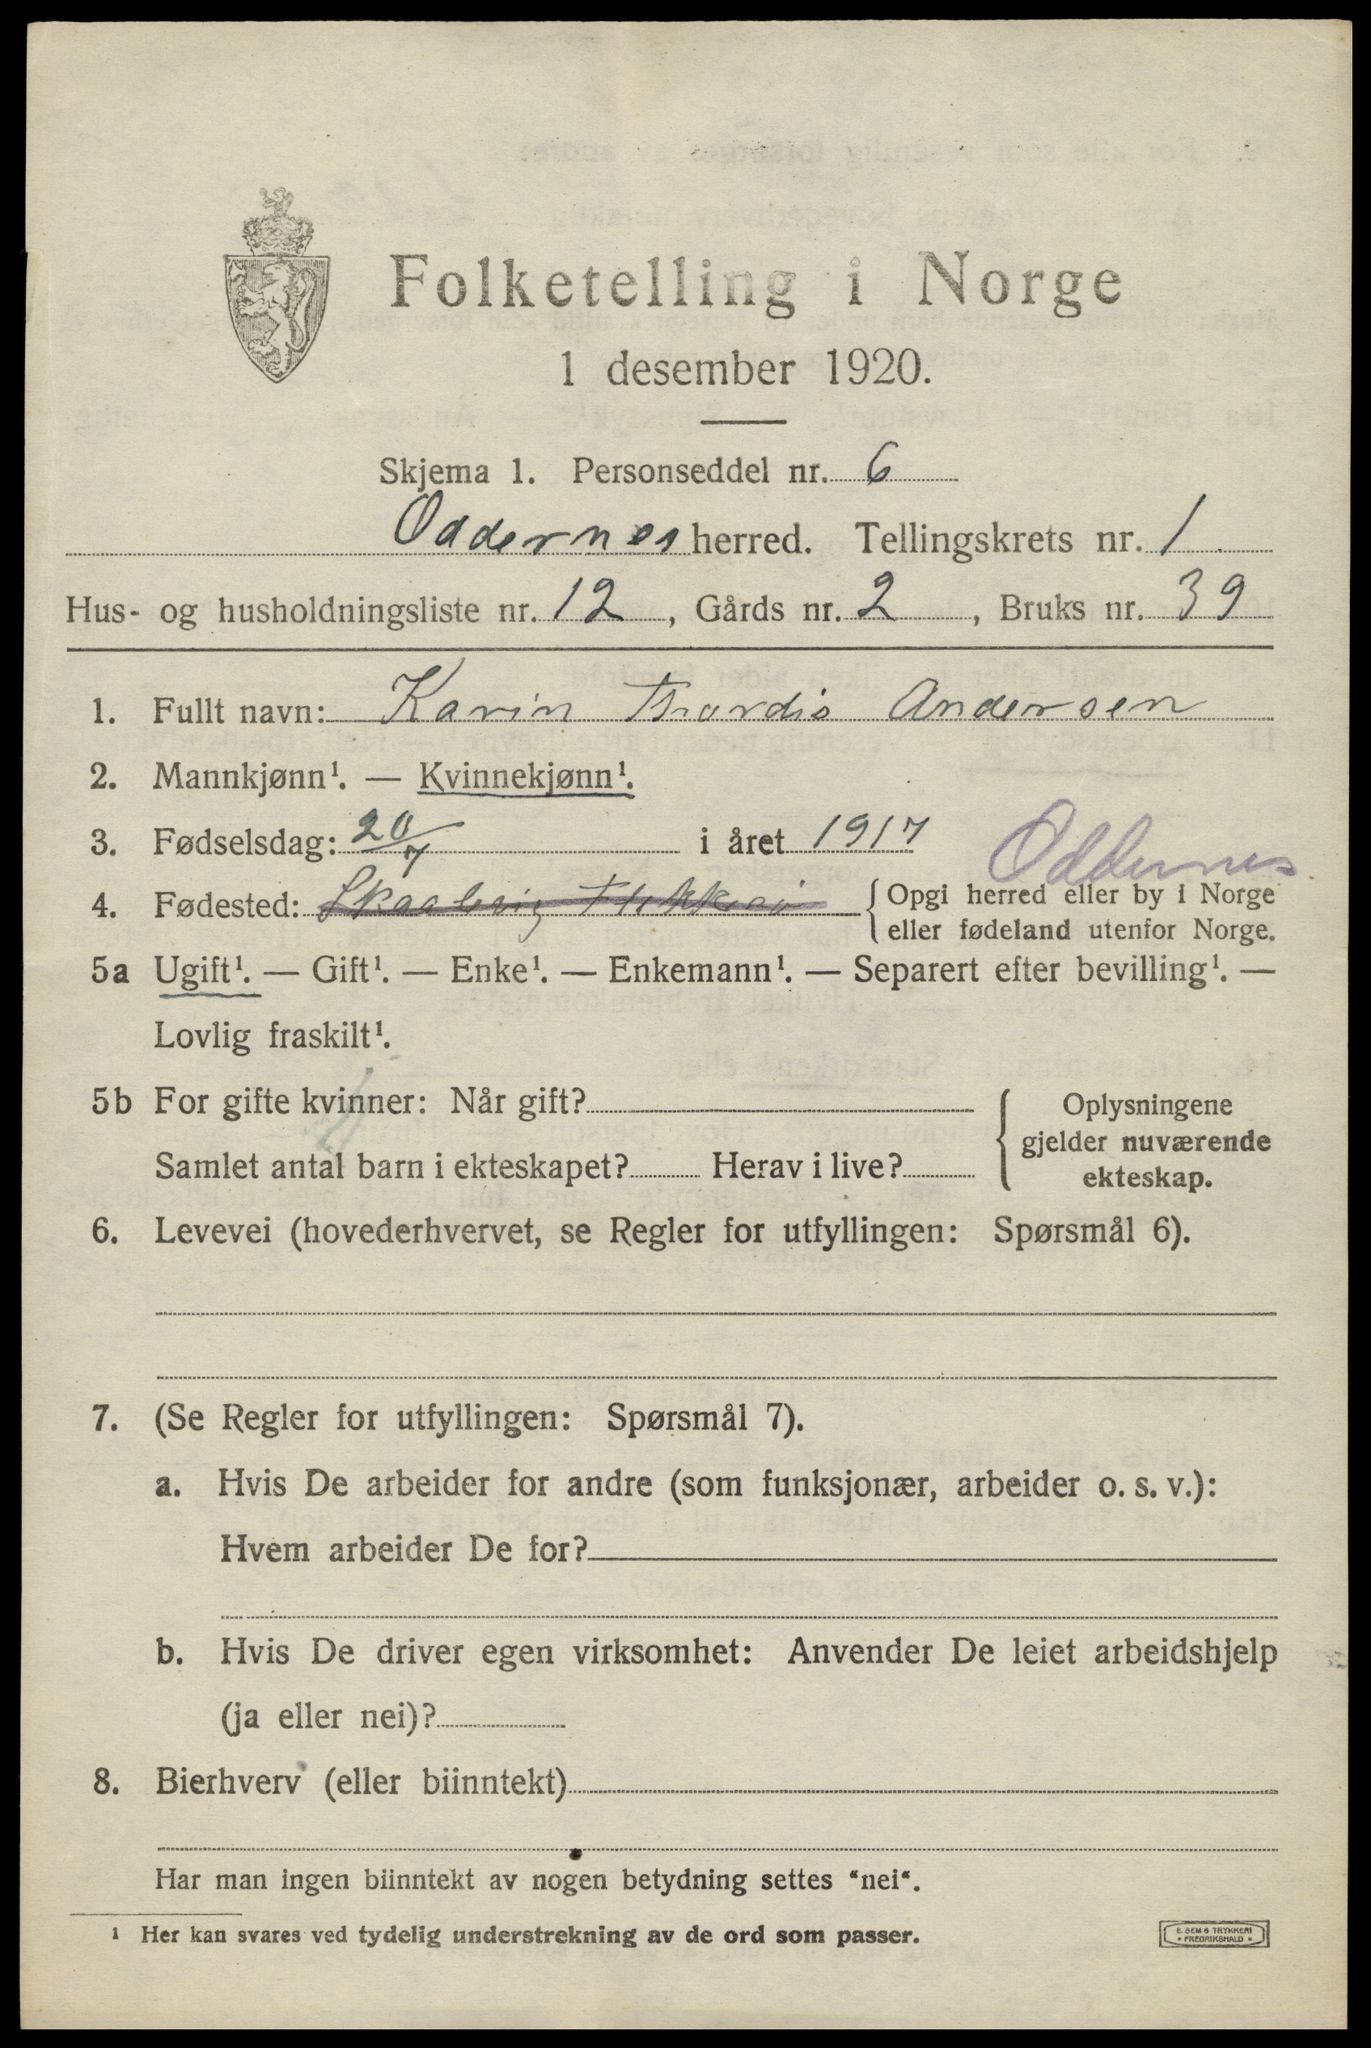 Folketelling i Norge
1 desember 1920.
Skjema 1. Personseddel nr. 6
Oddernes herred. Tellingskrets nr. 1
Hus- og husholdningsliste nr. 12, Gårds nr. 2, Bruks nr. 39
1. Fullt navn: Karin Thordis Andersen
2. Mannkjønn¹. — Kvinnekjønn¹.
3. Fødselsdag: 20/7 i året 1917
Oddernes
4. Fødested: Skaalevig Flekkerø { Opgi herred eller by i Norge
eller fødeland utenfor Norge.
5a Ugift¹. — Gift¹. — Enke¹. — Enkemann¹. — Separert efter bevilling¹. —
Lovlig fraskilt¹.
5b For gifte kvinner: Når gift?
Samlet antal barn i ekteskapet? Herav i live?
{ Oplysningene
gjelder nuværende
ekteskap.
6. Levevei (hovederhvervet, se Regler for utfyllingen: Spørsmål 6).
7. (Se Regler for utfyllingen: Spørsmål 7).
a. Hvis De arbeider for andre (som funksjonær, arbeider o. s. v.):
Hvem arbeider De for?
b. Hvis De driver egen virksomhet: Anvender De leiet arbeidshjelp
(ja eller nei)?
8. Bierhverv (eller biinntekt)
Har man ingen biinntekt av nogen betydning settes "nei".
¹ Her kan svares ved tydelig understrekning av de ord som passer.
E. SEM'S TRYKKERI
• FREDRIKSHALD •